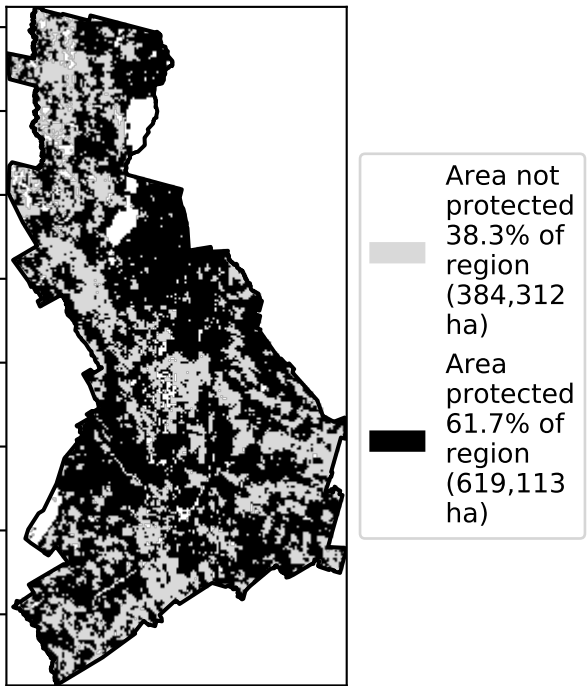 Area not
protected
38.3% of
region
(384,312
ha)
Area
protected
61.7% of
region
(619,113
ha)